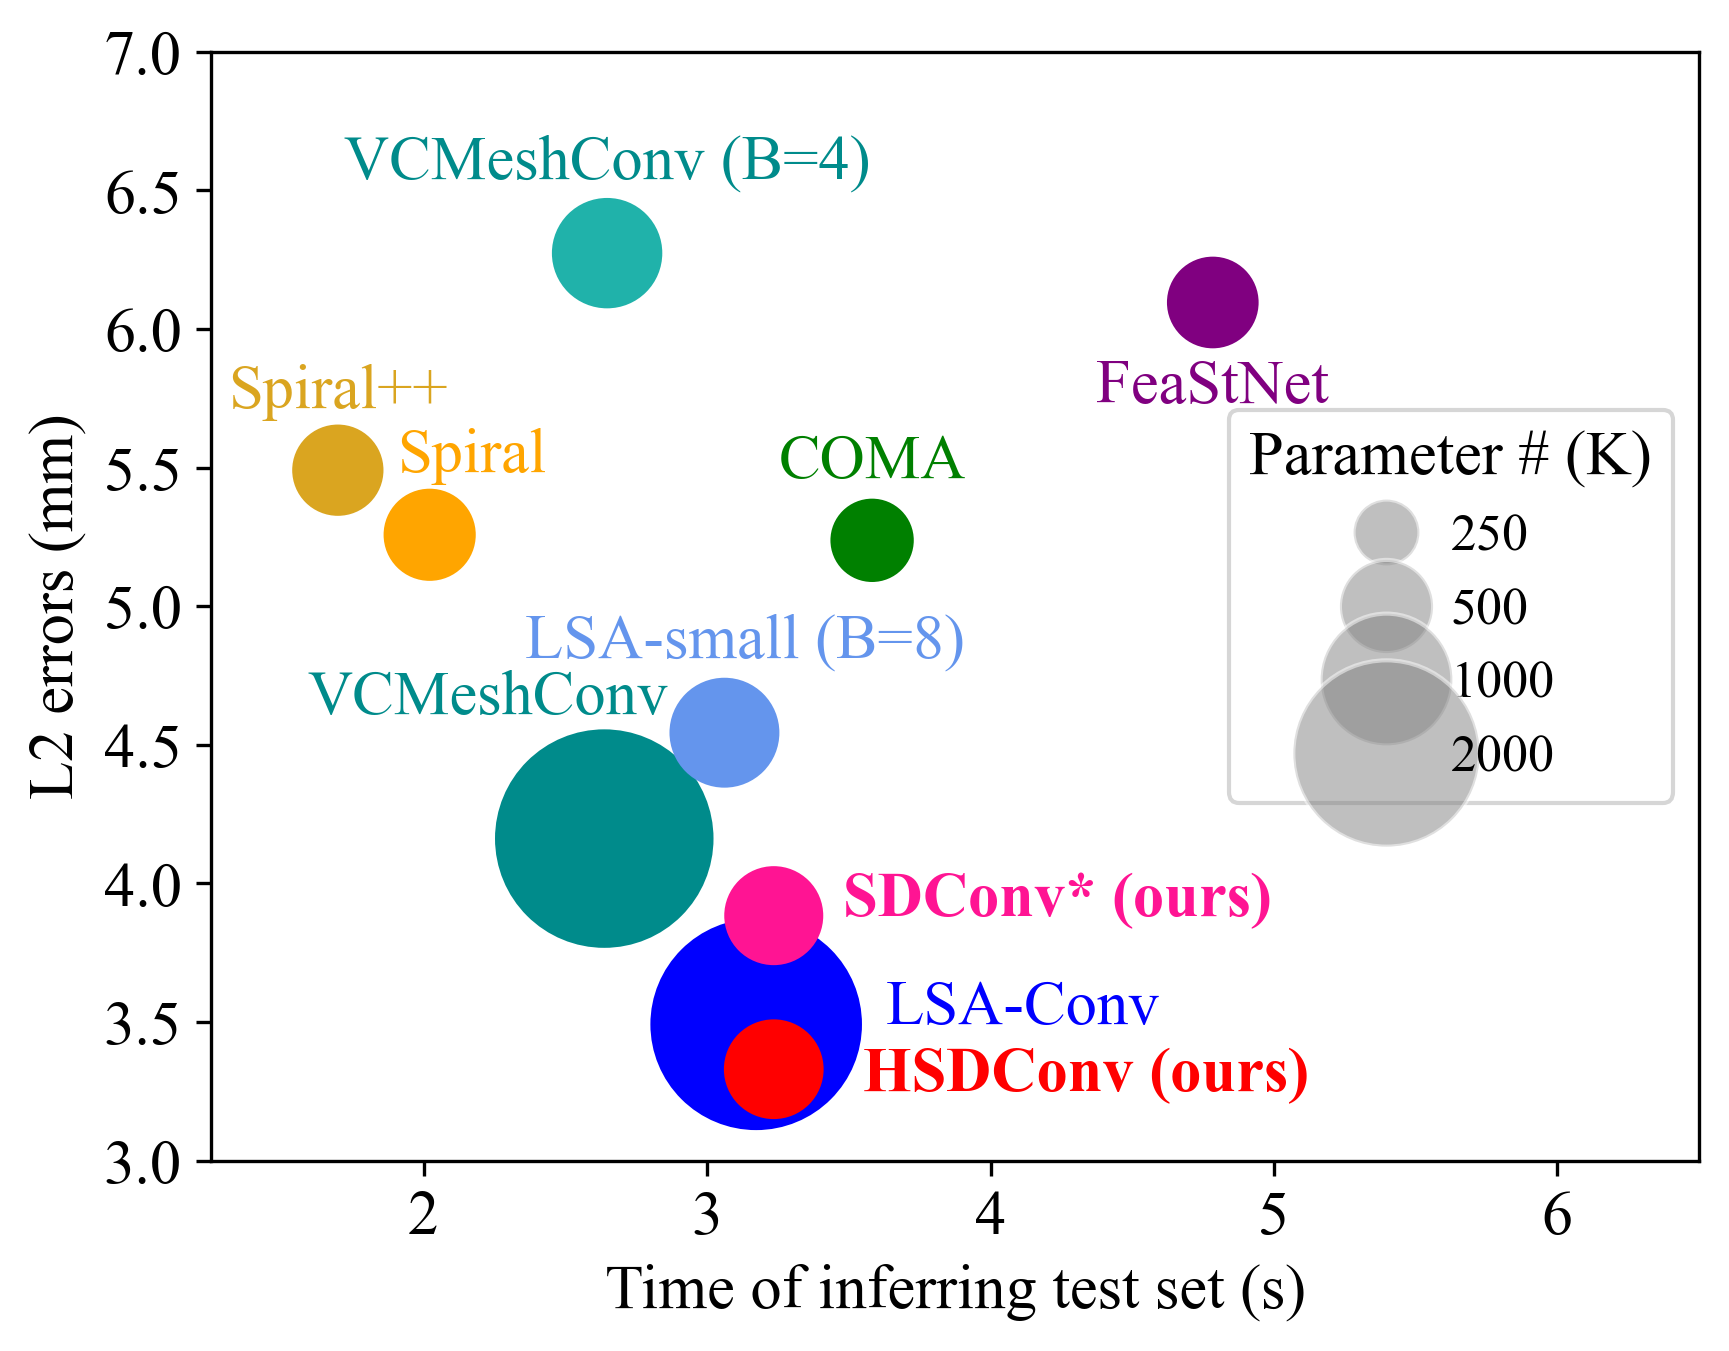 7.0
6.5
6.0
5.5
5.0
4.5
4.0
3.5
3.0
L2 errors (mm)
VCMeshConv (B=4)
FeaStNet
Spiral++
Spiral
COMA
LSA-small (B=8)
VCMeshConv
SDConv* (ours)
LSA-Conv
HSDConv (ours)
Parameter # (K)
250
500
1000
2000
2 3 4 5 6
Time of inferring test set (s)